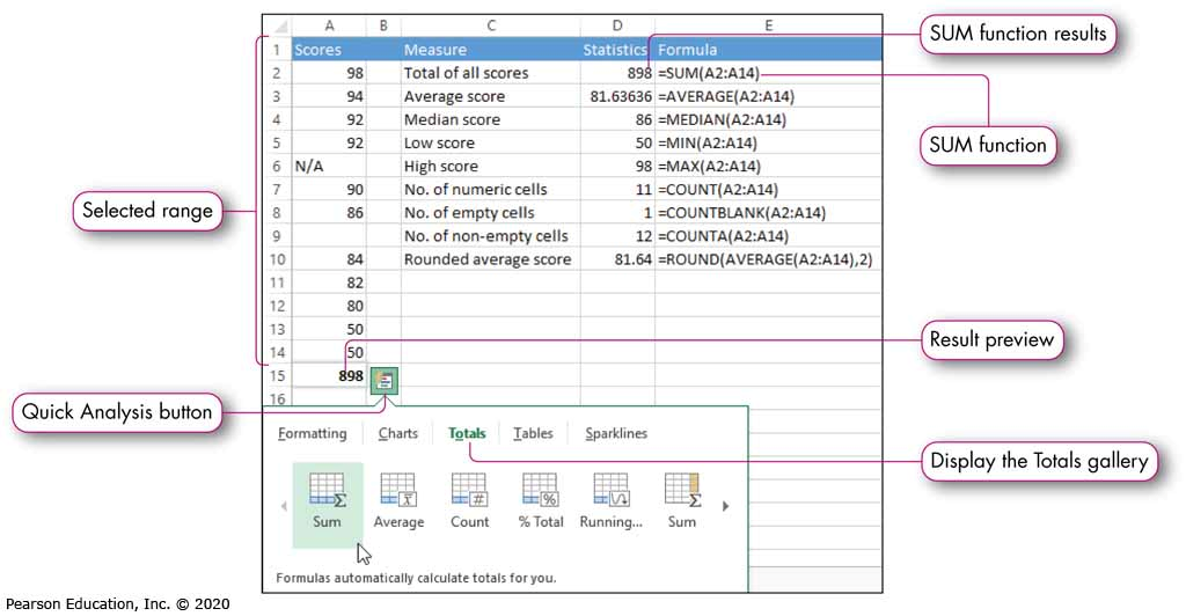 A B C D E
1 Scores Measure Statistics Formula
2 98 Total of all scores 898 =SUM(A2:A14)
3 94 Average score 81.63636 =AVERAGE(A2:A14)
4 92 Median score 86 =MEDIAN(A2:A14)
5 92 Low score 50 =MIN(A2:A14)
6 N/A High score 98 =MAX(A2:A14)
7 90 No. of numeric cells 11 =COUNT(A2:A14)
8 86 No. of empty cells 1 =COUNTBLANK(A2:A14)
9 No. of non-empty cells 12 =COUNTA(A2:A14)
10 84 Rounded average score 81.64 =ROUND(AVERAGE(A2:A14),2)
11 82
12 80
13 50
14 50
15 898
16
SUM function results
SUM function
Selected range
Result preview
Quick Analysis button
Display the Totals gallery
Formatting Charts Totals Tables Sparklines
Sum Average Count % Total Running... Sum
Formulas automatically calculate totals for you.
Pearson Education, Inc. © 2020